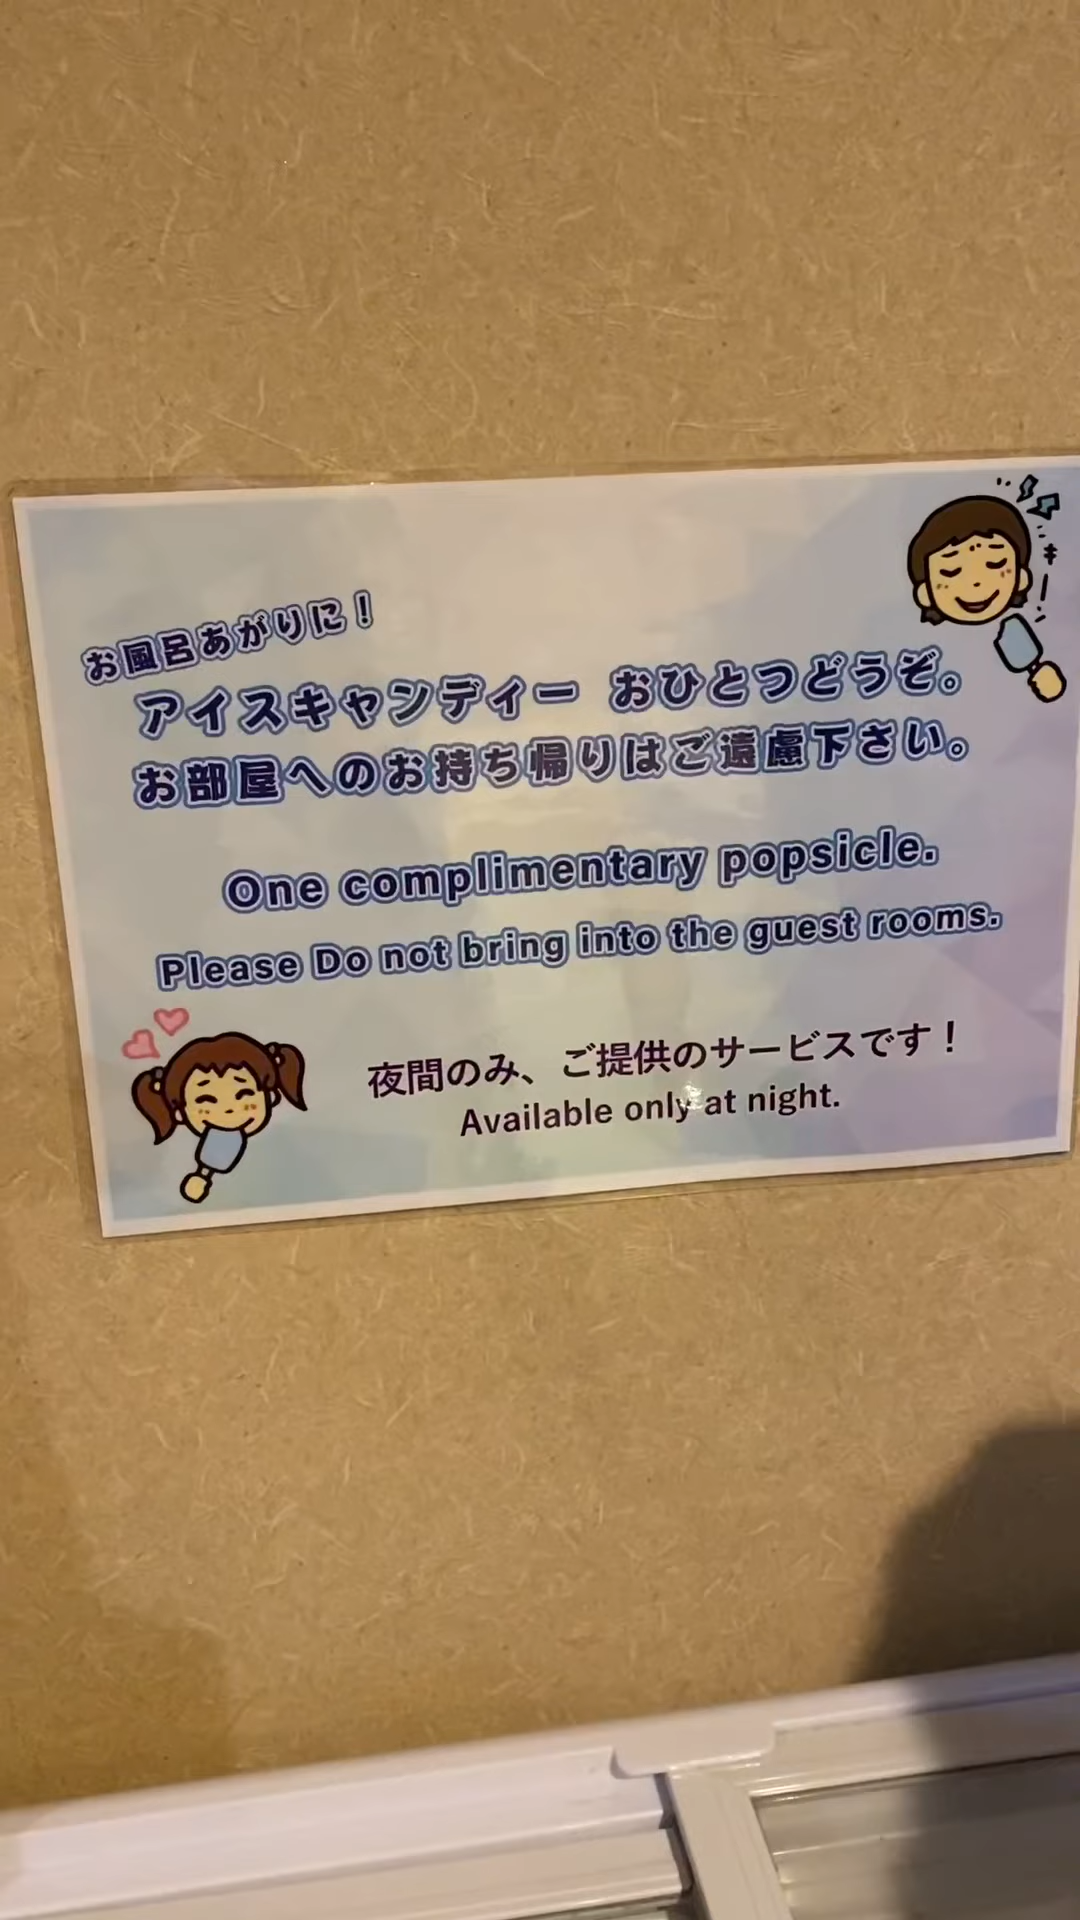 お風呂あがりに！
アイスキャンディー おひとつどうぞ。
お部屋へのお持ち帰りはご遠慮下さい。
One complimentary popsicle.
Please Do not bring into the guest rooms.
夜間のみ、ご提供のサービスです！
Available only at night.